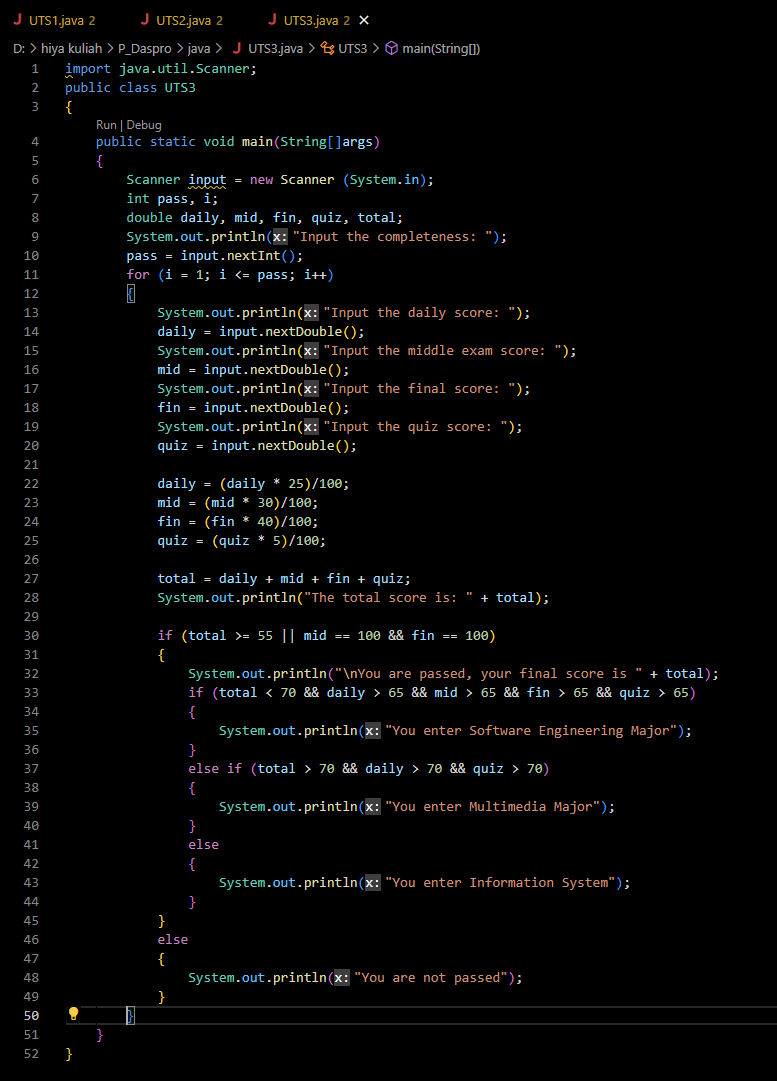 UTS1.java 2 UTS2.java 2 UTS3.java 2 ×
D: > hiya kuliah > P_Daspro > java > UTS3.java > UTS3 > main(String[])
1 import java.util.Scanner;
2 public class UTS3
3 {
Run | Debug
4 public static void main(String[]args)
5 {
6 Scanner input = new Scanner (System.in);
7 int pass, i;
8 double daily, mid, fin, quiz, total;
9 System.out.println(x: "Input the completeness: ");
10 pass = input.nextInt();
11 for (i = 1; i <= pass; i++)
12 {
13 System.out.println(x: "Input the daily score: ");
14 daily = input.nextDouble();
15 System.out.println(x: "Input the middle exam score: ");
16 mid = input.nextDouble();
17 System.out.println(x: "Input the final score: ");
18 fin = input.nextDouble();
19 System.out.println(x: "Input the quiz score: ");
20 quiz = input.nextDouble();
21
22 daily = (daily * 25)/100;
23 mid = (mid * 30)/100;
24 fin = (fin * 40)/100;
25 quiz = (quiz * 5)/100;
26
27 total = daily + mid + fin + quiz;
28 System.out.println("The total score is: " + total);
29
30 if (total >= 55 || mid == 100 && fin == 100)
31 {
32 System.out.println("\nYou are passed, your final score is " + total);
33 if (total < 70 && daily > 65 && mid > 65 && fin > 65 && quiz > 65)
34 {
35 System.out.println(x: "You enter Software Engineering Major");
36 }
37 else if (total > 70 && daily > 70 && quiz > 70)
38 {
39 System.out.println(x: "You enter Multimedia Major");
40 }
41 else
42 {
43 System.out.println(x: "You enter Information System");
44 }
45 }
46 else
47 {
48 System.out.println(x: "You are not passed");
49 }
50 }
51 }
52 }